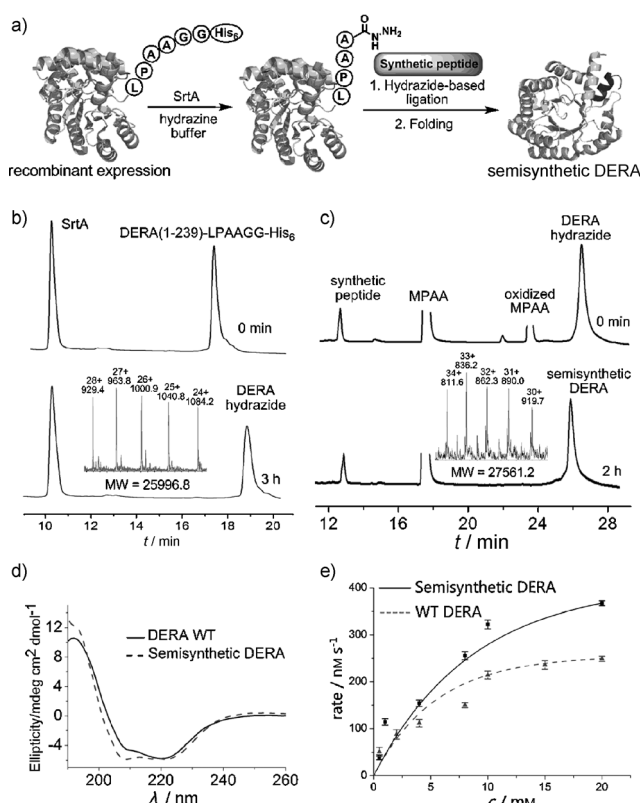 a)
L P A A G G His6
SrtA
hydrazine
buffer
recombinant expression
L P A A
O
N
H
NH2
Synthetic peptide
1. Hydrazide-based
ligation
2. Folding
semisynthetic DERA
b)
SrtA
DERA(1-239)-LPAAGG-His6
0 min
28+
929.4
27+
963.8
26+
1000.9
25+
1040.8
24+
1084.2
DERA
hydrazide
MW = 25996.8
3 h
10 12 14 16 18 20
t / min
c)
DERA
hydrazide
synthetic
peptide
MPAA
oxidized
MPAA
0 min
34+
811.6
33+
836.2
32+
862.3
31+
890.0
30+
919.7
semisynthetic
DERA
MW = 27561.2
2 h
12 16 20 24 28
t / min
d)
Ellipticity/mdeg cm2 dmol-1
12
8
4
0
-4
DERA WT
Semisynthetic DERA
200 220 240 260
λ / nm
e)
rate / nM s-1
400
300
200
100
0
Semisynthetic DERA
WT DERA
0 5 10 15 20
c / mM